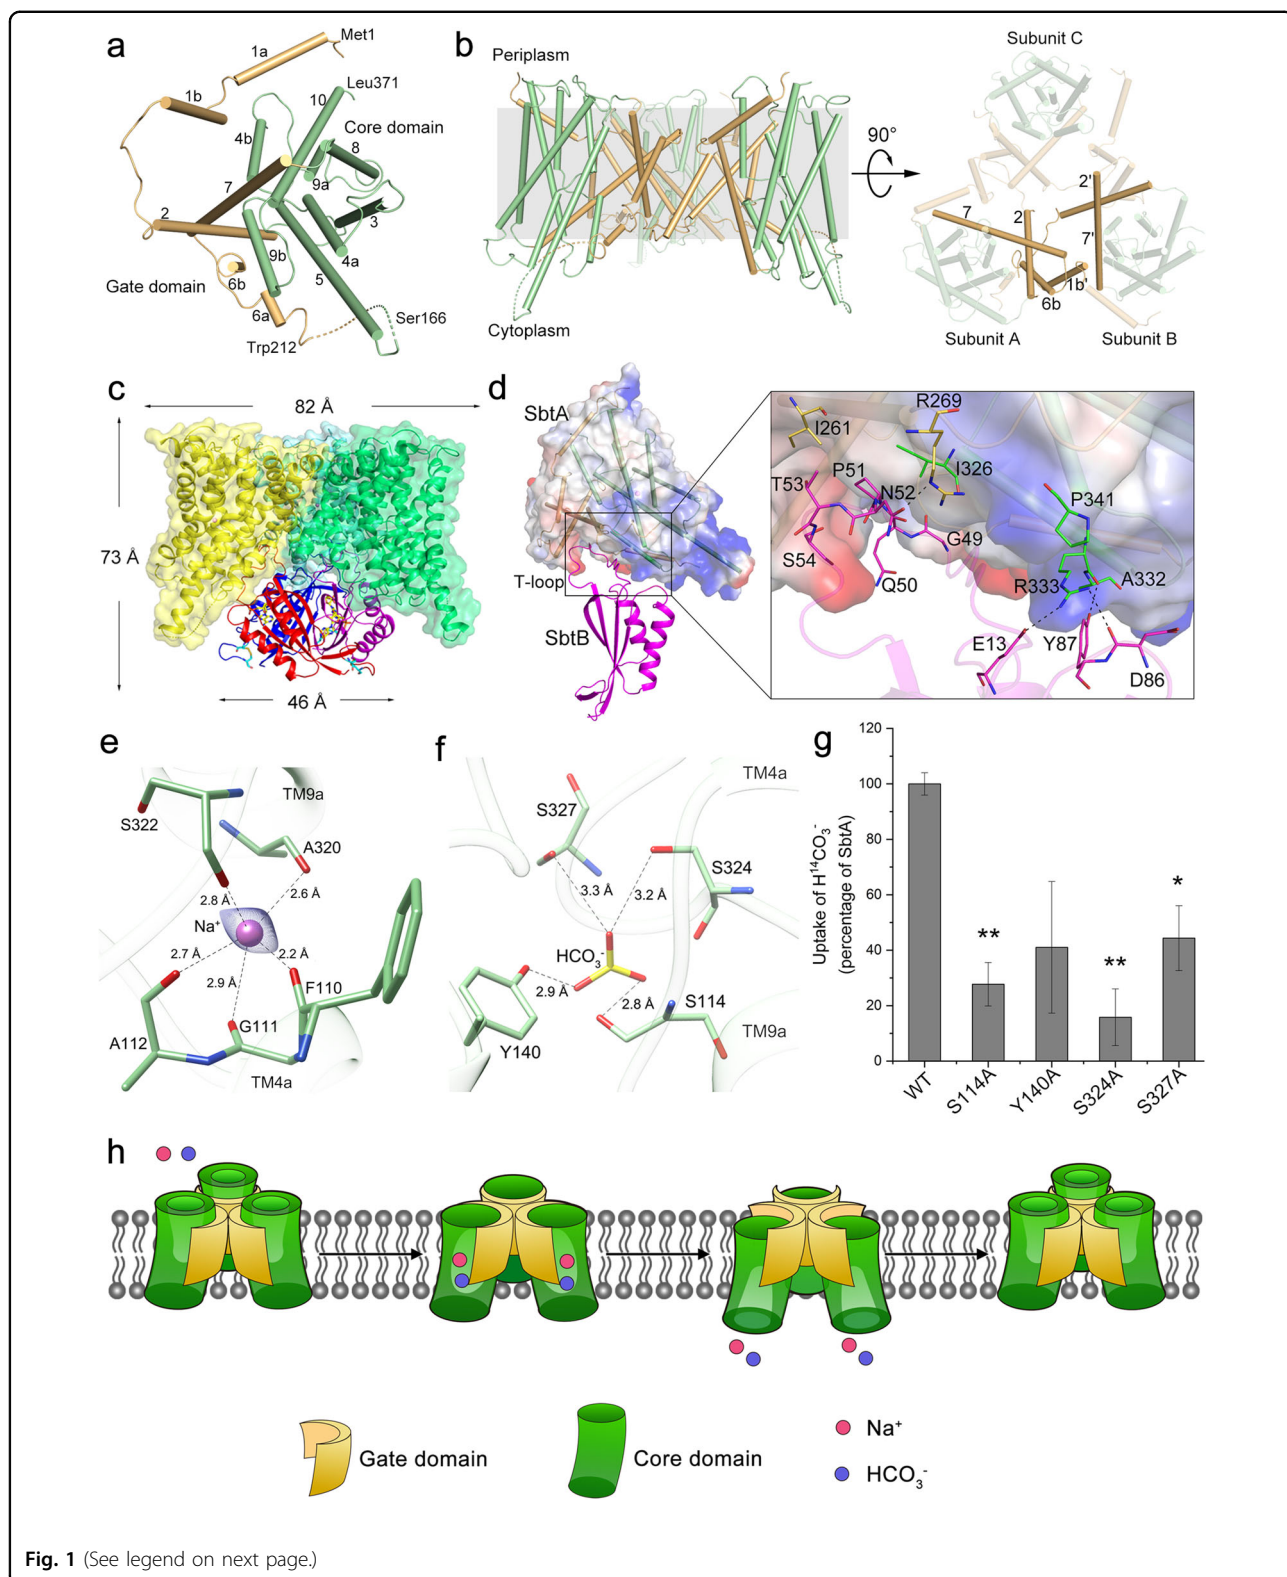 a
Met1
1a
Leu371
1b
10
4b
Core domain
8
7
9a
2
3
9b
4a
5
Gate domain
6b
6a
Ser166
Trp212
b
Periplasm
Cytoplasm
90°
Subunit C
2'
7
2
7'
1b'
6b
Subunit A
Subunit B
c
82 Å
73 Å
46 Å
d
SbtA
T-loop
SbtB
R269
I261
P51
I326
T53
N52
P341
G49
S54
Q50
R333
A332
E13
Y87
D86
e
TM9a
S322
A320
2.8 Å
2.6 Å
Na⁺
2.7 Å
2.2 Å
2.9 Å
F110
G111
A112
TM4a
f
TM4a
S327
S324
3.3 Å
3.2 Å
HCO₃⁻
2.9 Å
2.8 Å
S114
Y140
TM9a
g
Uptake of H¹⁴CO₃⁻
(percentage of SbtA)
120
100
80
60
40
20
0
**
**
*
WT
S114A
Y140A
S324A
S327A
h
Gate domain
Core domain
Na⁺
HCO₃⁻
Fig. 1 (See legend on next page.)